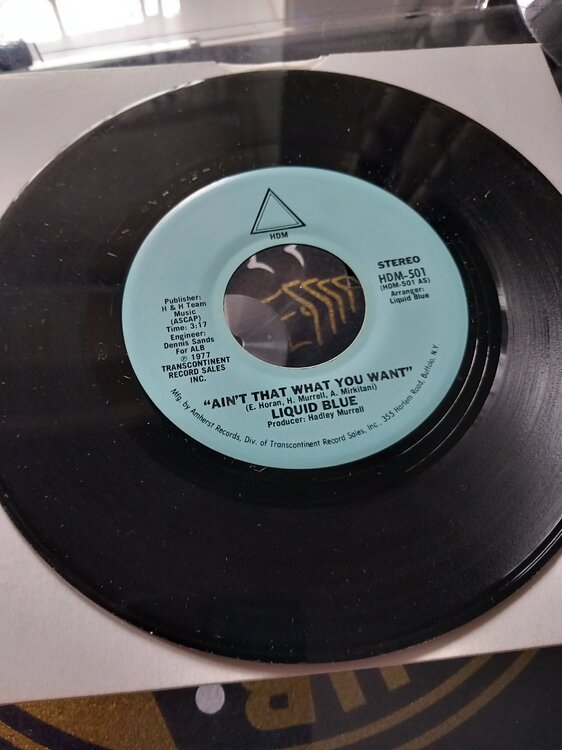 HDM
STEREO
HDM-501
(HDM-501 AS)
Arranger:
Liquid Blue
Publisher:
H & H Team
Music
(ASCAP)
Time: 3:17
Engineer:
Dennis Sands
For ALB
℗ 1977
TRANSCONTINENT
RECORD SALES
INC.
"AIN'T THAT WHAT YOU WANT"
(E. Horan, H. Murrell, A. Mirkitani)
LIQUID BLUE
Producer: Hadley Murrell
Mfg. by Amherst Records, Div. of Transcontinent Record Sales, Inc., 355 Harlem Road, Buffalo, N.Y.